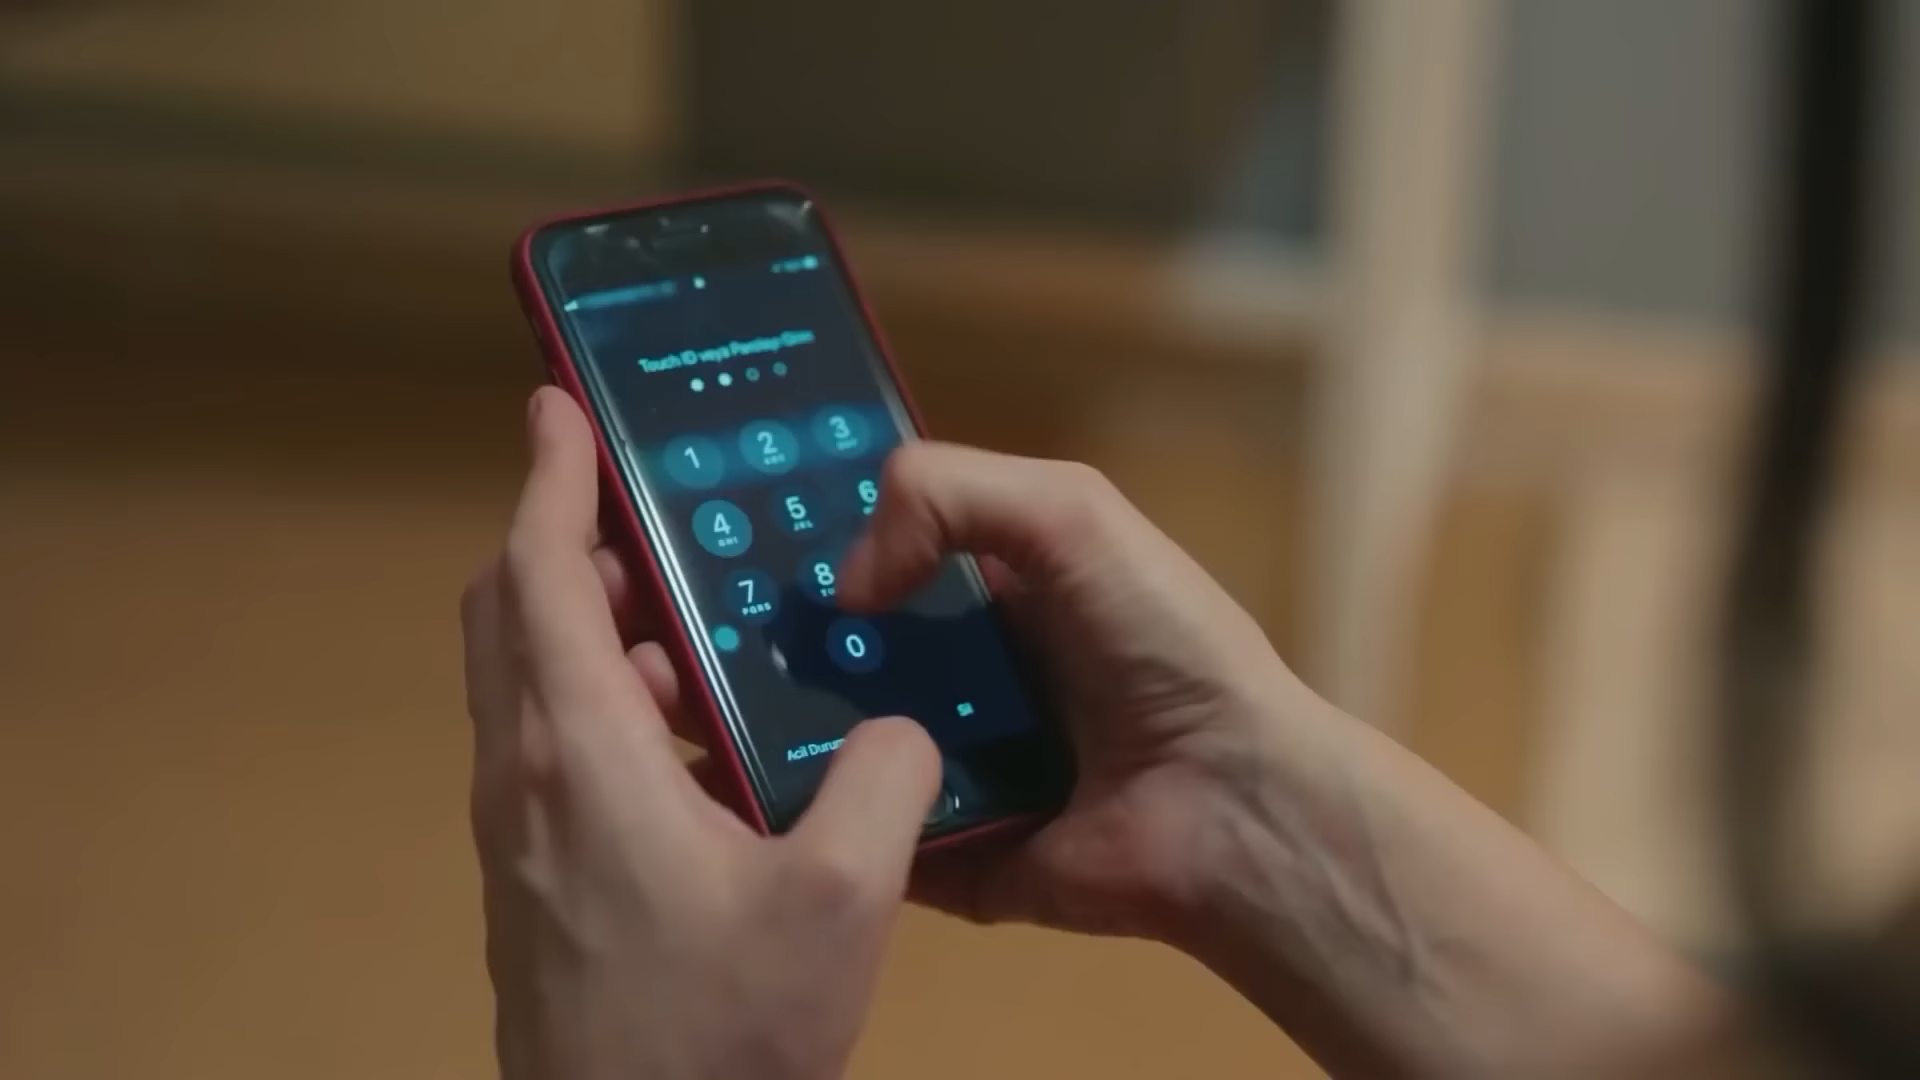 Touch ID veya Parolayı Girin
1 2 ABC 3 DEF
4 GHI 5 JKL 6
7 PQRS 8 TU
0
Sil
Acil Durum